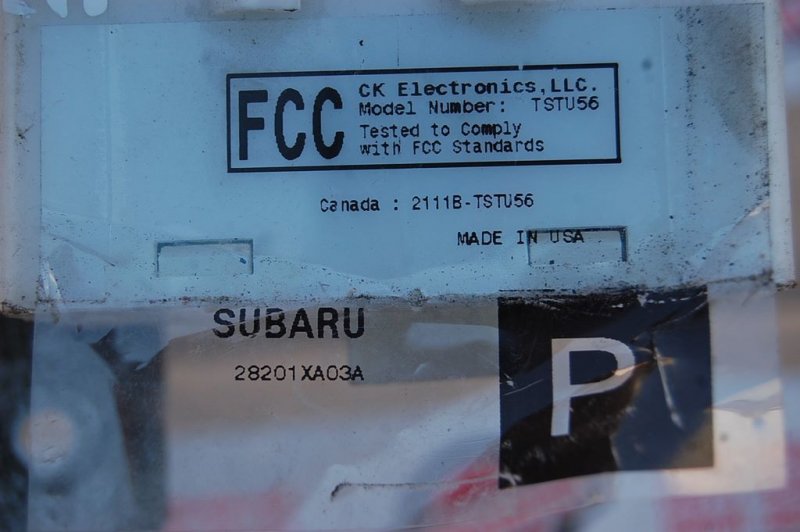 FCC
CK Electronics,LLC.
Model Number: TSTU56
Tested to Comply
with FCC Standards
Canada : 2111B-TSTU56
MADE IN USA
SUBARU
28201XA03A
P